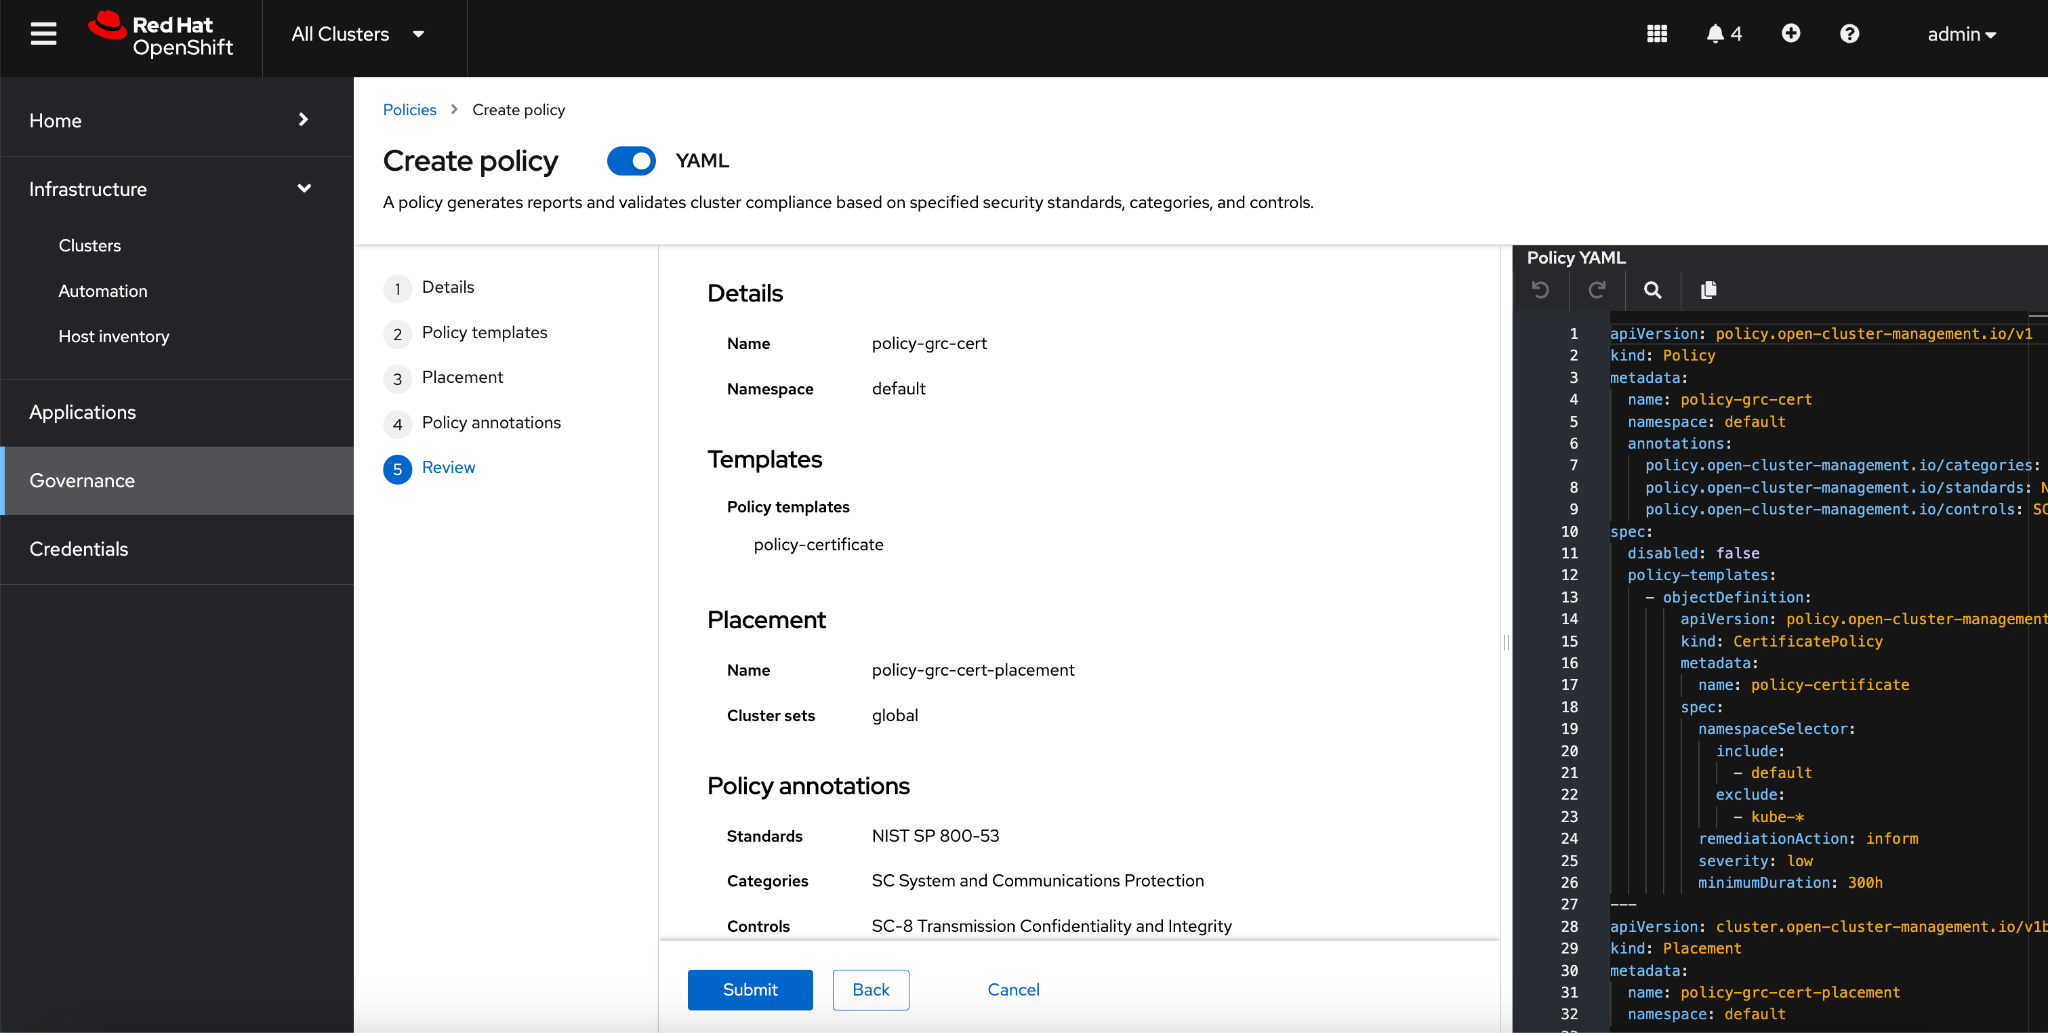 Red Hat
OpenShift
All Clusters
4
admin
Home
Infrastructure
Clusters
Automation
Host inventory
Applications
Governance
Credentials
Policies > Create policy
Create policy
YAML
A policy generates reports and validates cluster compliance based on specified security standards, categories, and controls.
1 Details
2 Policy templates
3 Placement
4 Policy annotations
5 Review
Details
Name policy-grc-cert
Namespace default
Templates
Policy templates
policy-certificate
Placement
Name policy-grc-cert-placement
Cluster sets global
Policy annotations
Standards NIST SP 800-53
Categories SC System and Communications Protection
Controls SC-8 Transmission Confidentiality and Integrity
Submit
Back
Cancel
Policy YAML
1 apiVersion: policy.open-cluster-management.io/v1
2 kind: Policy
3 metadata:
4 name: policy-grc-cert
5 namespace: default
6 annotations:
7 policy.open-cluster-management.io/categories:
8 policy.open-cluster-management.io/standards: N
9 policy.open-cluster-management.io/controls: SC
10 spec:
11 disabled: false
12 policy-templates:
13 - objectDefinition:
14 apiVersion: policy.open-cluster-management
15 kind: CertificatePolicy
16 metadata:
17 name: policy-certificate
18 spec:
19 namespaceSelector:
20 include:
21 - default
22 exclude:
23 - kube-*
24 remediationAction: inform
25 severity: low
26 minimumDuration: 300h
27 ---
28 apiVersion: cluster.open-cluster-management.io/v1b
29 kind: Placement
30 metadata:
31 name: policy-grc-cert-placement
32 namespace: default